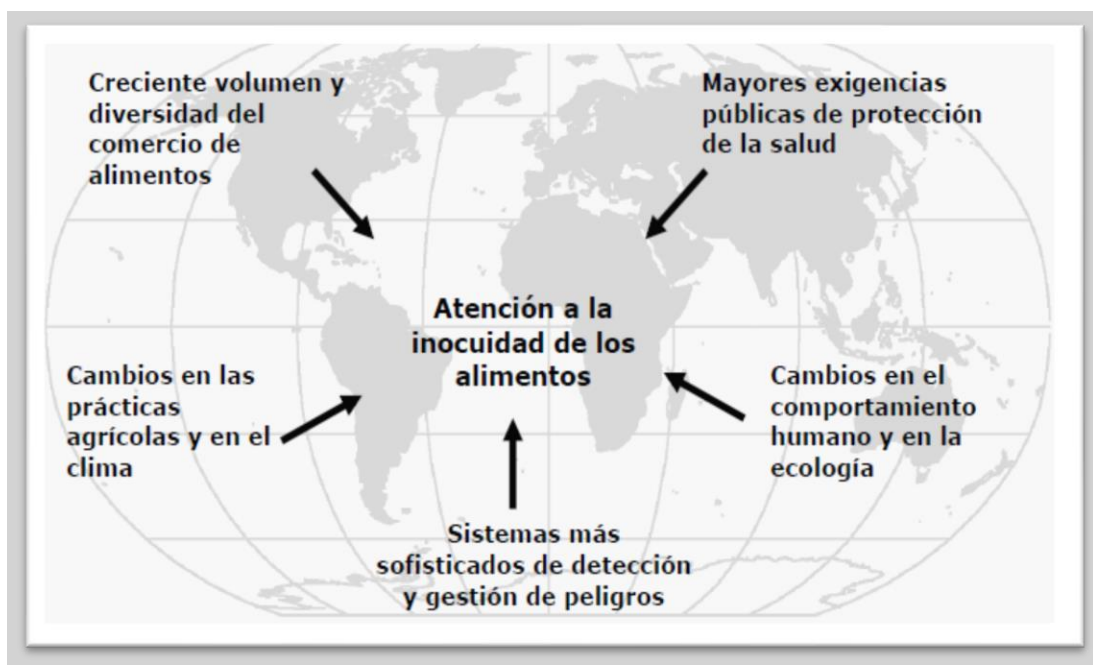 Creciente volumen y
diversidad del
comercio de
alimentos
Mayores exigencias
públicas de protección
de la salud
Atención a la
inocuidad de los
alimentos
Cambios en las
prácticas
agrícolas y en el
clima
Cambios en el
comportamiento
humano y en la
ecología
Sistemas más
sofisticados de detección
y gestión de peligros